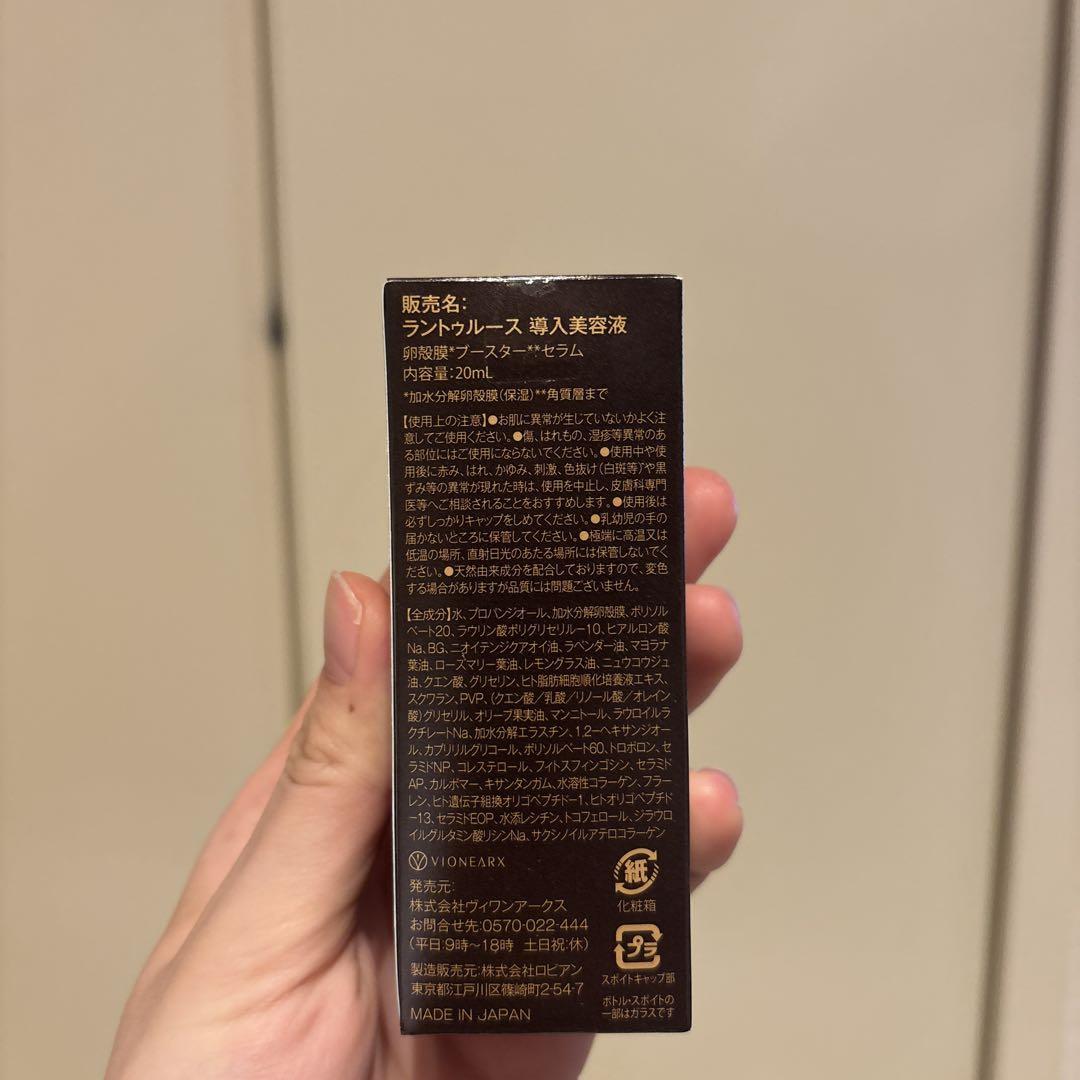 販売名:
ラントゥルース 導入美容液
卵殻膜*ブースター**セラム
内容量:20mL
*加水分解卵殻膜(保湿)**角質層まで
【使用上の注意】●お肌に異常が生じていないかよく注
意してご使用ください。●傷、はれもの、湿疹等異常のあ
る部位にはご使用にならないでください。●使用中や使
用後に赤み、はれ、かゆみ、刺激、色抜け(白斑等)や黒
ずみ等の異常が現れた時は、使用を中止し、皮膚科専門
医等へご相談されることをおすすめします。●使用後は
必ずしっかりキャップをしめてください。●乳幼児の手の
届かないところに保管してください。●極端に高温又は
低温の場所、直射日光のあたる場所には保管しないでく
ださい。●天然由来成分を配合しておりますので、変色
する場合がありますが品質には問題ございません。
【全成分】水、プロパンジオール、加水分解卵殻膜、ポリソル
ベート20、ラウリン酸ポリグリセリル-10、ヒアルロン酸
Na、BG、ニオイテンジクアオイ油、ラベンダー油、マヨラナ
葉油、ローズマリー葉油、レモングラス油、ニュウコウジュ
油、クエン酸、グリセリン、ヒト脂肪細胞順化培養液エキス、
スクワラン、PVP、(クエン酸/乳酸/リノール酸/オレイン
酸)グリセリル、オリーブ果実油、マンニトール、ラウロイルラ
クチレートNa、加水分解エラスチン、1,2-ヘキサンジオー
ル、カプリリルグリコール、ポリソルベート60、トロポロン、セ
ラミドNP、コレステロール、フィトスフィンゴシン、セラミド
AP、カルボマー、キサンタンガム、水溶性コラーゲン、フラー
レン、ヒト遺伝子組換オリゴペプチド-1、ヒトオリゴペプチド
-13、セラミドEOP、水添レシチン、トコフェロール、ジラウロ
イルグルタミン酸リシンNa、サクシノイルアテロコラーゲン
VIONEARX
発売元:
株式会社ヴィワンアークス
お問合せ先:0570-022-444
(平日:9時〜18時 土日祝:休)
製造販売元:株式会社ロピアン
東京都江戸川区篠崎町2-54-7
MADE IN JAPAN
紙
化粧箱
プラ
スポイトキャップ部
ボトル・スポイトの
一部はガラスです